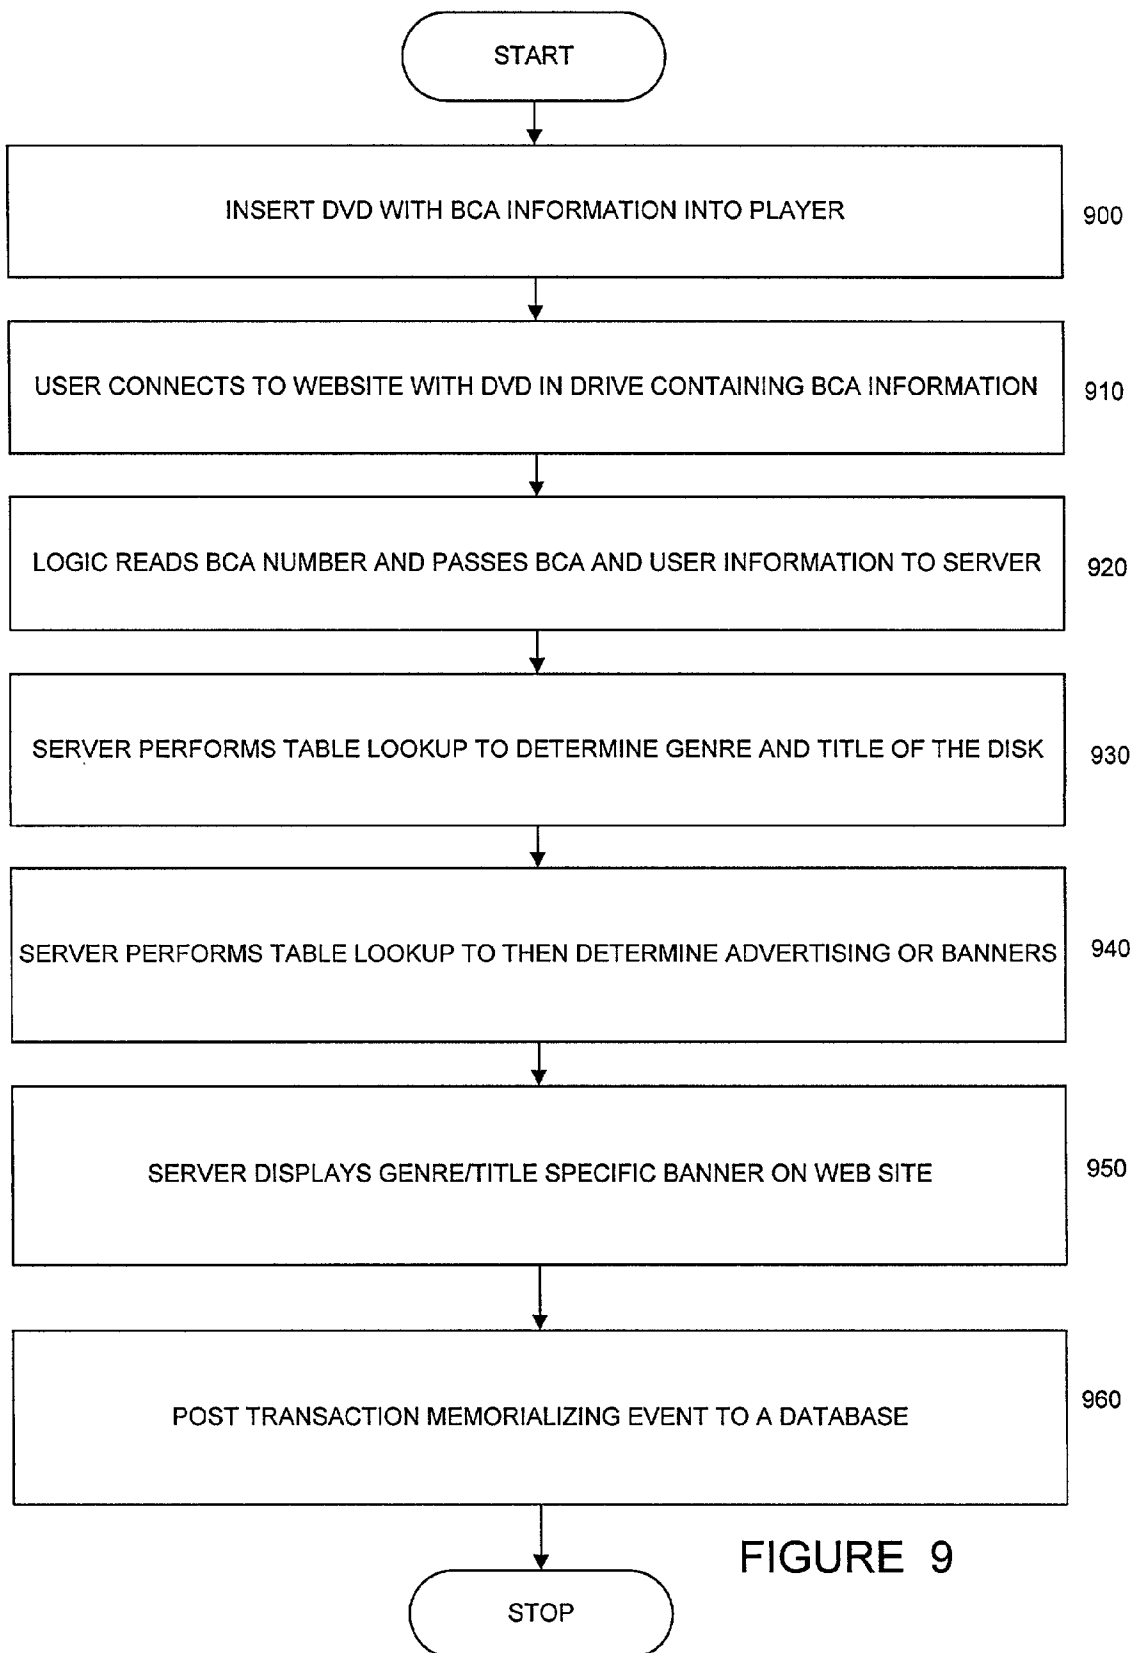 START
INSERT DVD WITH BCA INFORMATION INTO PLAYER
900
USER CONNECTS TO WEBSITE WITH DVD IN DRIVE CONTAINING BCA INFORMATION
910
LOGIC READS BCA NUMBER AND PASSES BCA AND USER INFORMATION TO SERVER
920
SERVER PERFORMS TABLE LOOKUP TO DETERMINE GENRE AND TITLE OF THE DISK
930
SERVER PERFORMS TABLE LOOKUP TO THEN DETERMINE ADVERTISING OR BANNERS
940
SERVER DISPLAYS GENRE/TITLE SPECIFIC BANNER ON WEB SITE
950
POST TRANSACTION MEMORIALIZING EVENT TO A DATABASE
960
FIGURE 9
STOP